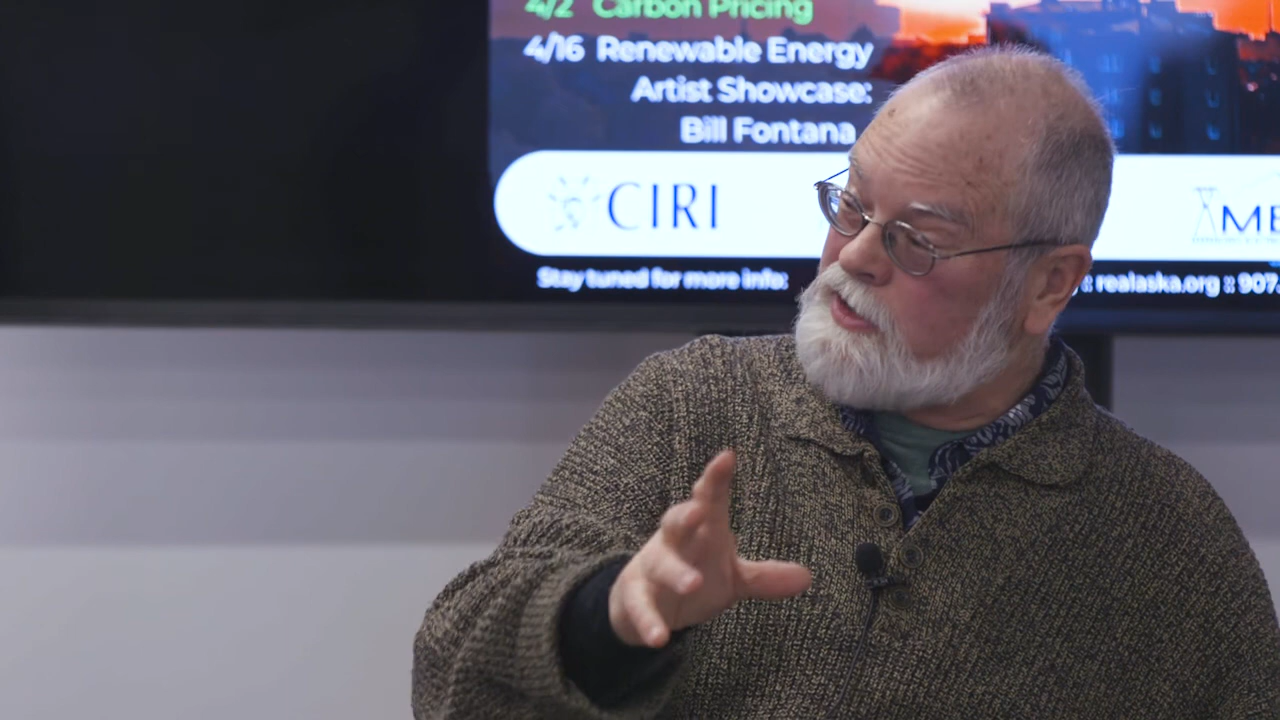 4/2 Carbon Pricing
4/16 Renewable Energy
Artist Showcase:
Bill Fontana
CIRI
ME
Stay tuned for more info:
:: realaska.org :: 907.